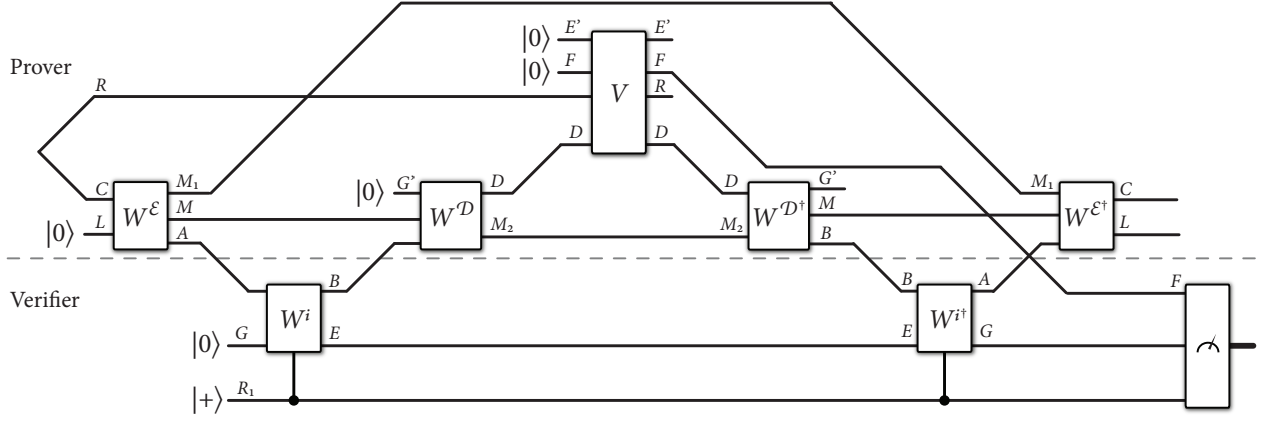 |0⟩ E' E'
|0⟩ F F
Prover
R V R
D D
|0⟩ G' D D G'
C M₁ M₁ C
W^ℰ M W^𝒟 W^𝒟† M W^ℰ†
|0⟩ L A M₂ M₂ B L
Verifier
B B A F
W^i W^i†
|0⟩ G E E G
|+⟩ R₁